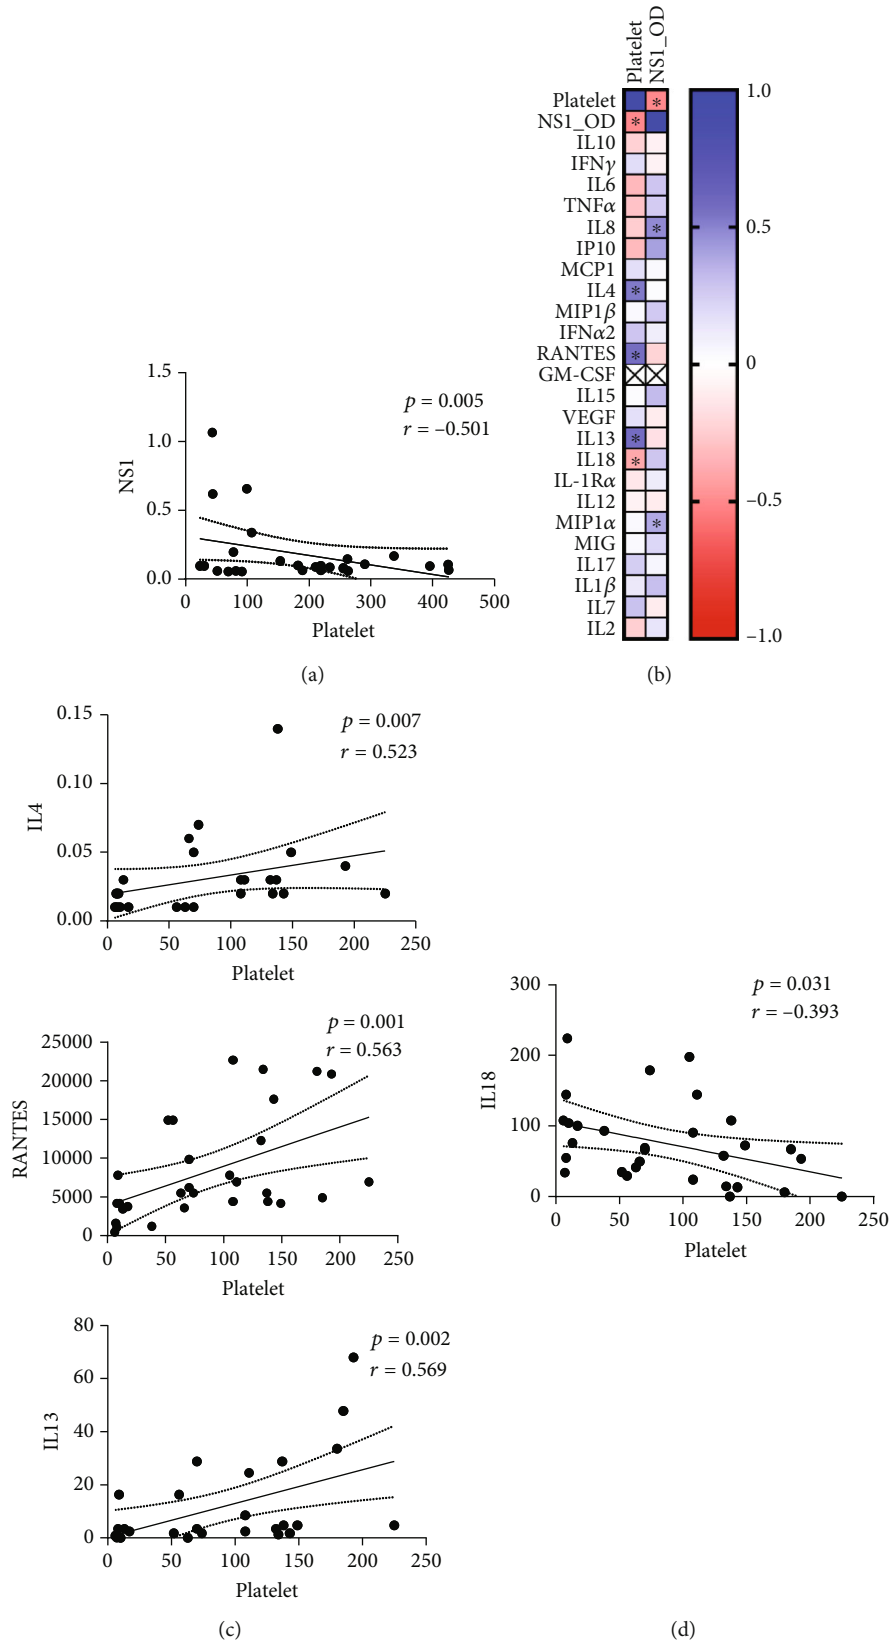 Platelet
NS1_OD
Platelet
NS1_OD
IL10
IFNγ
IL6
TNFα
IL8
IP10
MCP1
IL4
MIP1β
IFNα2
RANTES
GM-CSF
IL15
VEGF
IL13
IL18
IL-1Rα
IL12
MIP1α
MIG
IL17
IL1β
IL7
IL2
* *
*
*
*
*
*
*
1.0
0.5
0
–0.5
–1.0
(b)
1.5
1.0
0.5
0.0
NS1
p = 0.005
r = –0.501
0 100 200 300 400 500
Platelet
(a)
0.15
0.10
0.05
0.00
IL4
p = 0.007
r = 0.523
0 50 100 150 200 250
Platelet
25000
20000
15000
10000
5000
0
RANTES
p = 0.001
r = 0.563
0 50 100 150 200 250
Platelet
80
60
40
20
0
IL13
p = 0.002
r = 0.569
0 50 100 150 200 250
Platelet
(c)
300
200
100
0
IL18
p = 0.031
r = –0.393
0 50 100 150 200 250
Platelet
(d)